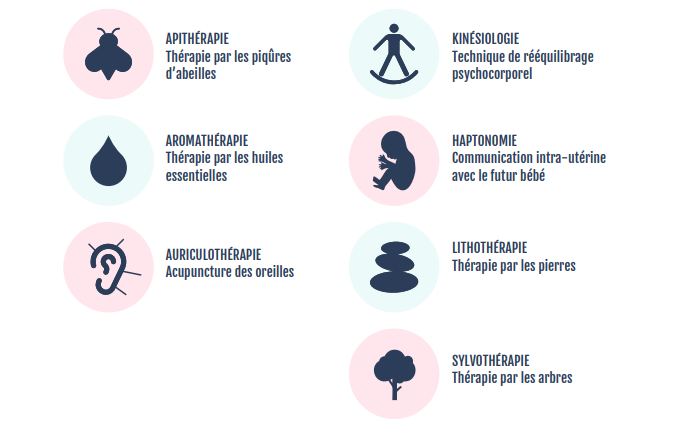 APITHÉRAPIE
Thérapie par les piqûres
d'abeilles
AROMATHÉRAPIE
Thérapie par les huiles
essentielles
AURICULOTHÉRAPIE
Acupuncture des oreilles
KINÉSIOLOGIE
Technique de rééquilibrage
psychocorporel
HAPTONOMIE
Communication intra-utérine
avec le futur bébé
LITHOTHÉRAPIE
Thérapie par les pierres
SYLVOTHÉRAPIE
Thérapie par les arbres